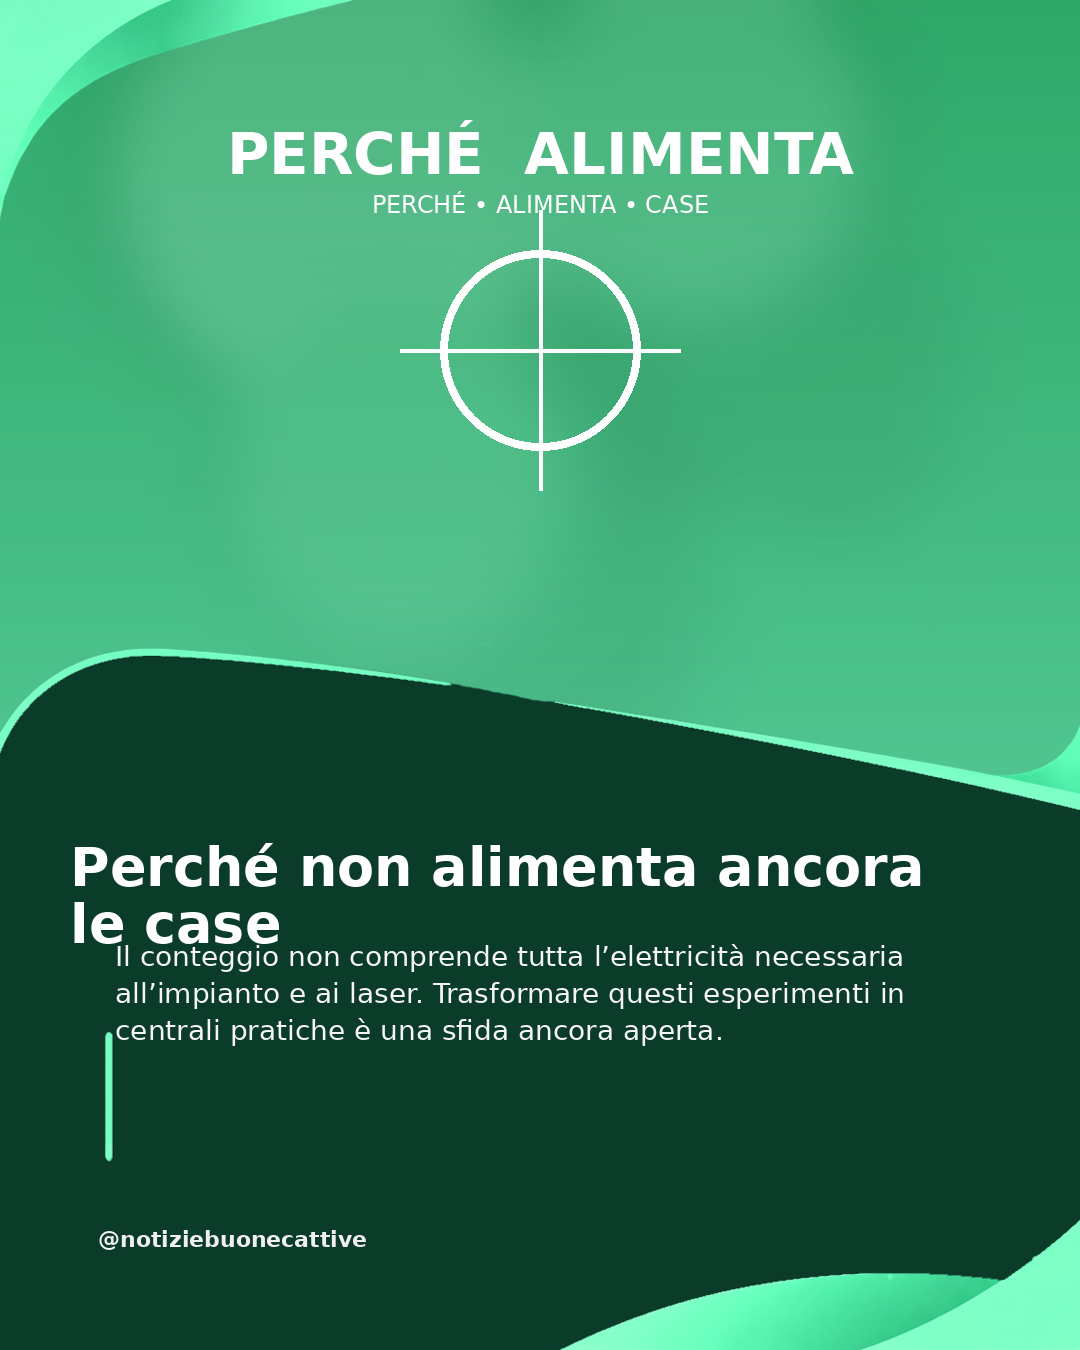 PERCHÉ ALIMENTA
PERCHÉ • ALIMENTA • CASE
Perché non alimenta ancora
le case
Il conteggio non comprende tutta l’elettricità necessaria
all’impianto e ai laser. Trasformare questi esperimenti in
centrali pratiche è una sfida ancora aperta.
@notiziebuonecattive